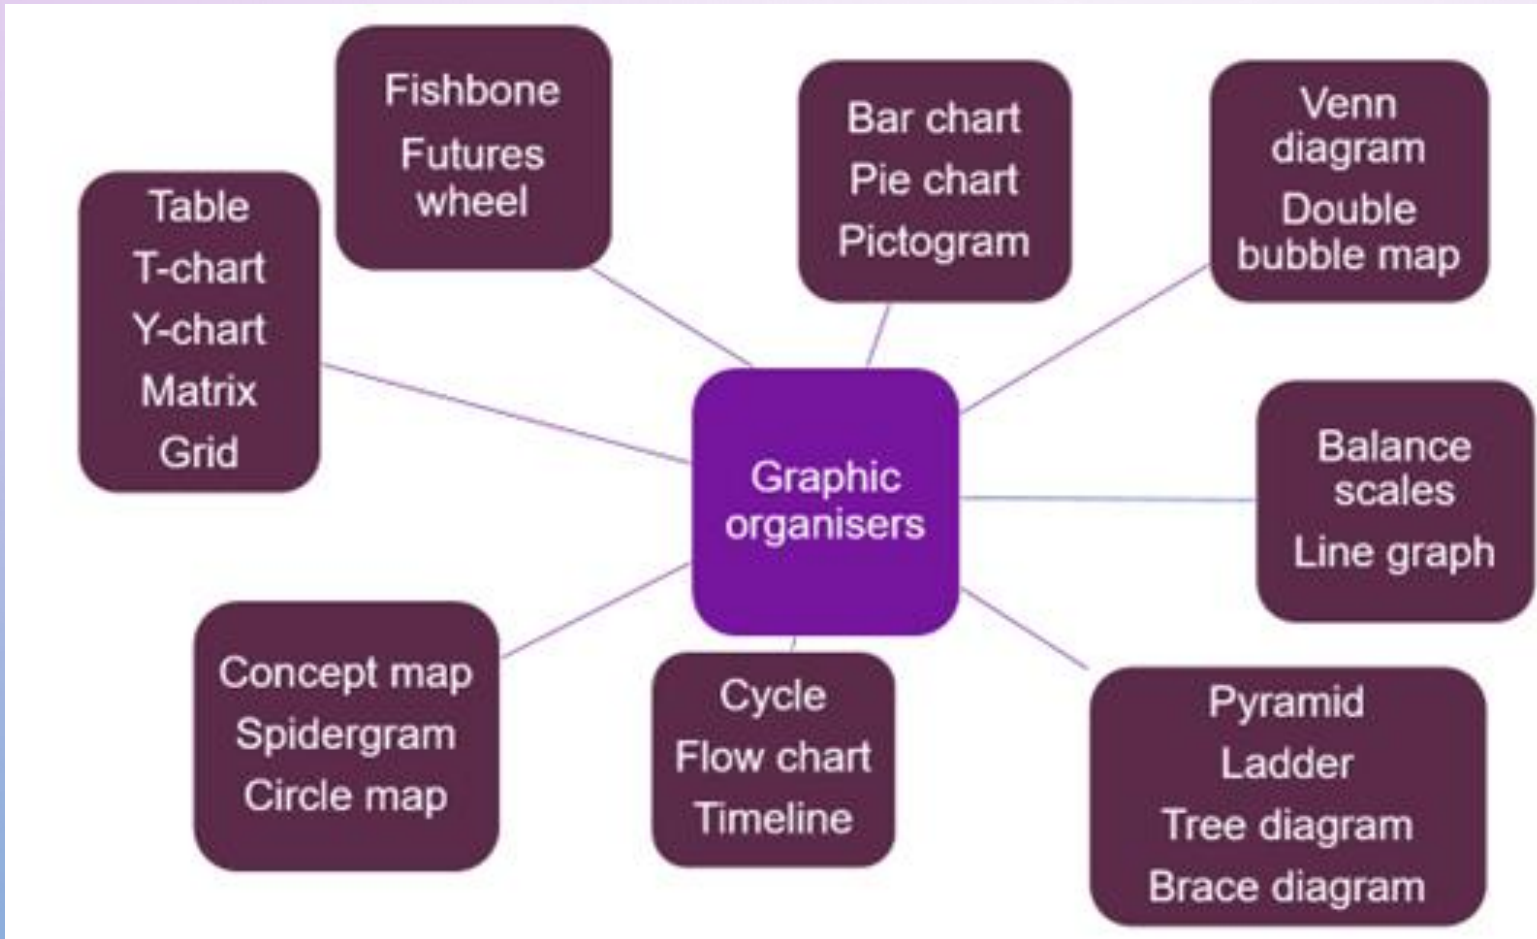 Fishbone
Futures
wheel
Bar chart
Pie chart
Pictogram
Venn
diagram
Double
bubble map
Table
T-chart
Y-chart
Matrix
Grid
Graphic
organisers
Balance
scales
Line graph
Concept map
Spidergram
Circle map
Cycle
Flow chart
Timeline
Pyramid
Ladder
Tree diagram
Brace diagram